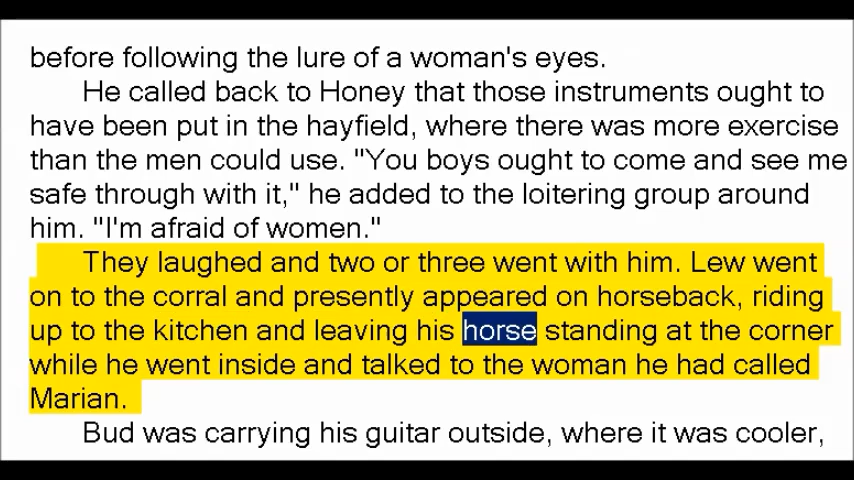 before following the lure of a woman's eyes.
He called back to Honey that those instruments ought to
have been put in the hayfield, where there was more exercise
than the men could use. "You boys ought to come and see me
safe through with it," he added to the loitering group around
him. "I'm afraid of women."
They laughed and two or three went with him. Lew went
on to the corral and presently appeared on horseback, riding
up to the kitchen and leaving his horse standing at the corner
while he went inside and talked to the woman he had called
Marian.
Bud was carrying his guitar outside, where it was cooler,